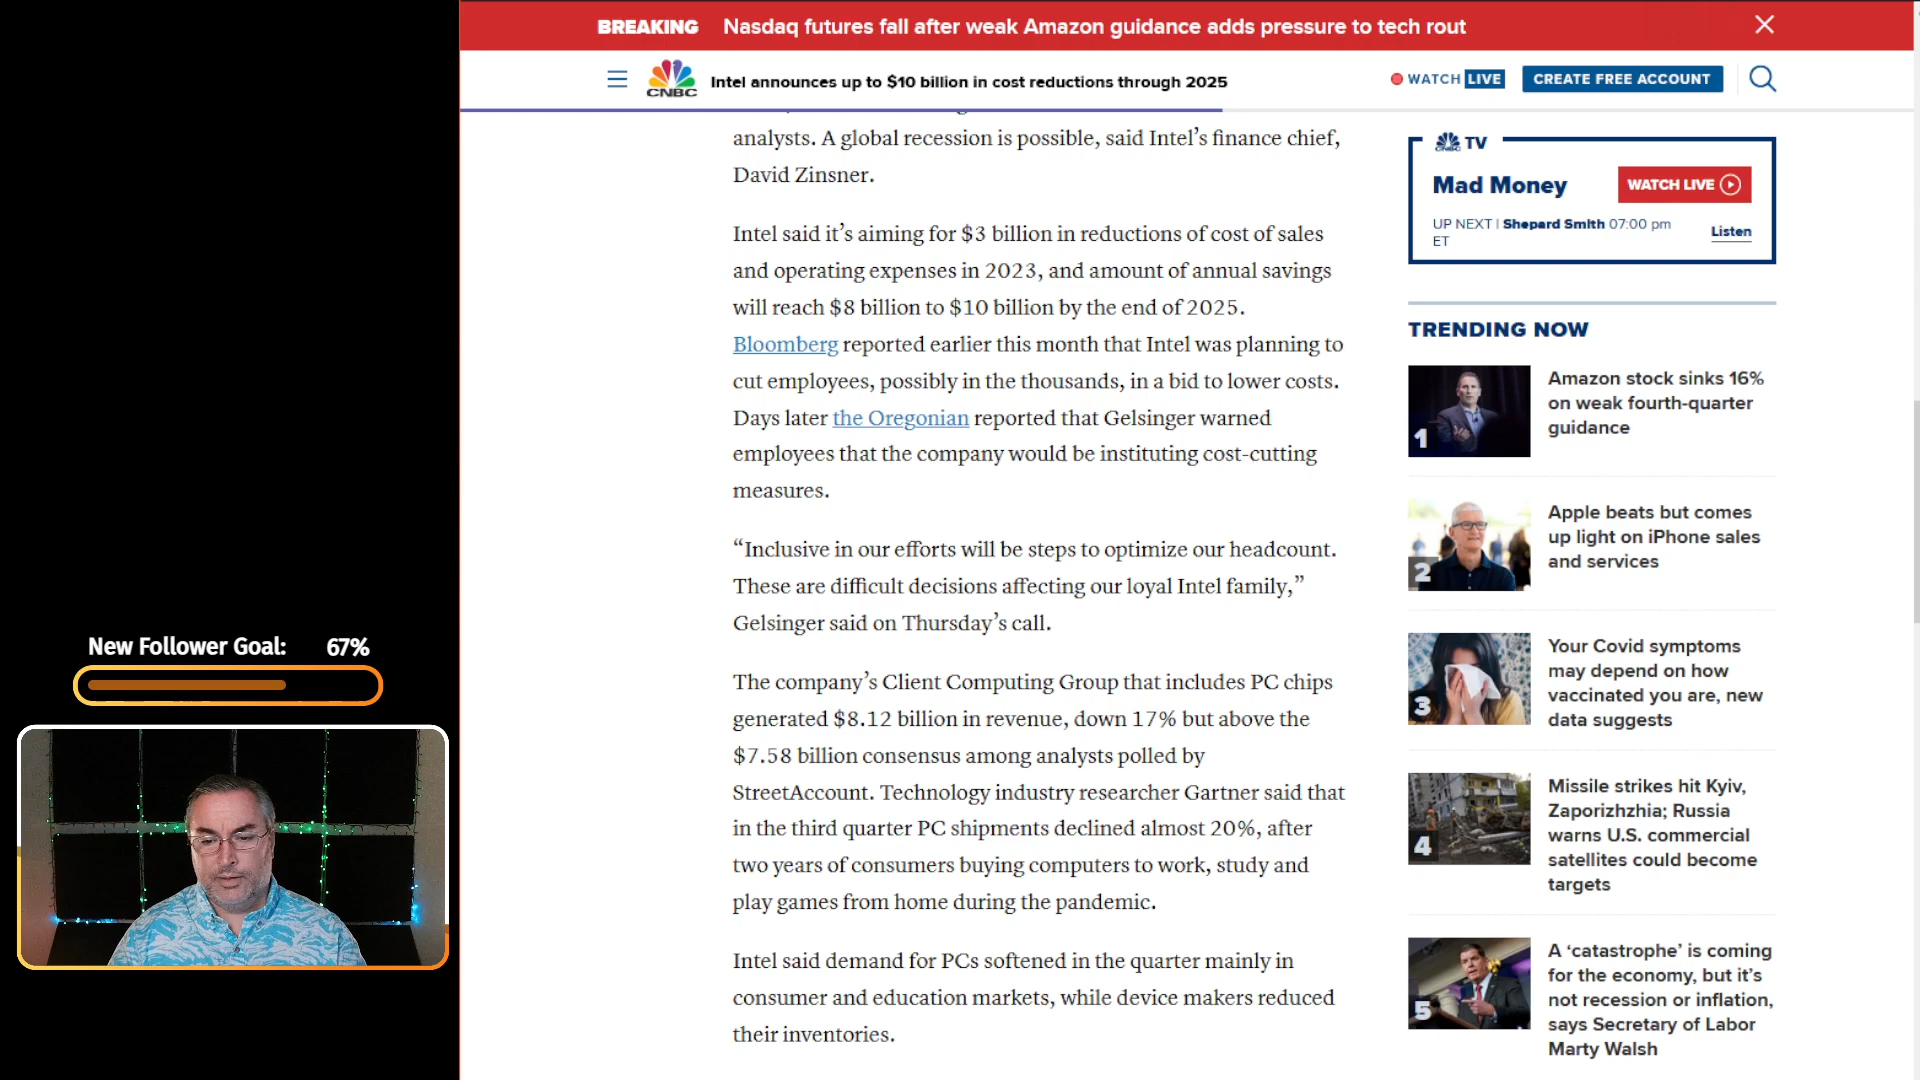 BREAKING Nasdaq futures fall after weak Amazon guidance adds pressure to tech rout
CNBC Intel announces up to $10 billion in cost reductions through 2025
WATCH LIVE CREATE FREE ACCOUNT
analysts. A global recession is possible, said Intel’s finance chief,
David Zinsner.
Intel said it’s aiming for $3 billion in reductions of cost of sales
and operating expenses in 2023, and amount of annual savings
will reach $8 billion to $10 billion by the end of 2025.
Bloomberg reported earlier this month that Intel was planning to
cut employees, possibly in the thousands, in a bid to lower costs.
Days later the Oregonian reported that Gelsinger warned
employees that the company would be instituting cost-cutting
measures.
“Inclusive in our efforts will be steps to optimize our headcount.
These are difficult decisions affecting our loyal Intel family,”
Gelsinger said on Thursday’s call.
The company’s Client Computing Group that includes PC chips
generated $8.12 billion in revenue, down 17% but above the
$7.58 billion consensus among analysts polled by
StreetAccount. Technology industry researcher Gartner said that
in the third quarter PC shipments declined almost 20%, after
two years of consumers buying computers to work, study and
play games from home during the pandemic.
Intel said demand for PCs softened in the quarter mainly in
consumer and education markets, while device makers reduced
their inventories.
CNBC TV
Mad Money
WATCH LIVE
UP NEXT | Shepard Smith 07:00 pm
ET
Listen
TRENDING NOW
1
Amazon stock sinks 16%
on weak fourth-quarter
guidance
2
Apple beats but comes
up light on iPhone sales
and services
3
Your Covid symptoms
may depend on how
vaccinated you are, new
data suggests
4
Missile strikes hit Kyiv,
Zaporizhzhia; Russia
warns U.S. commercial
satellites could become
targets
5
A ‘catastrophe’ is coming
for the economy, but it’s
not recession or inflation,
says Secretary of Labor
Marty Walsh
New Follower Goal: 67%